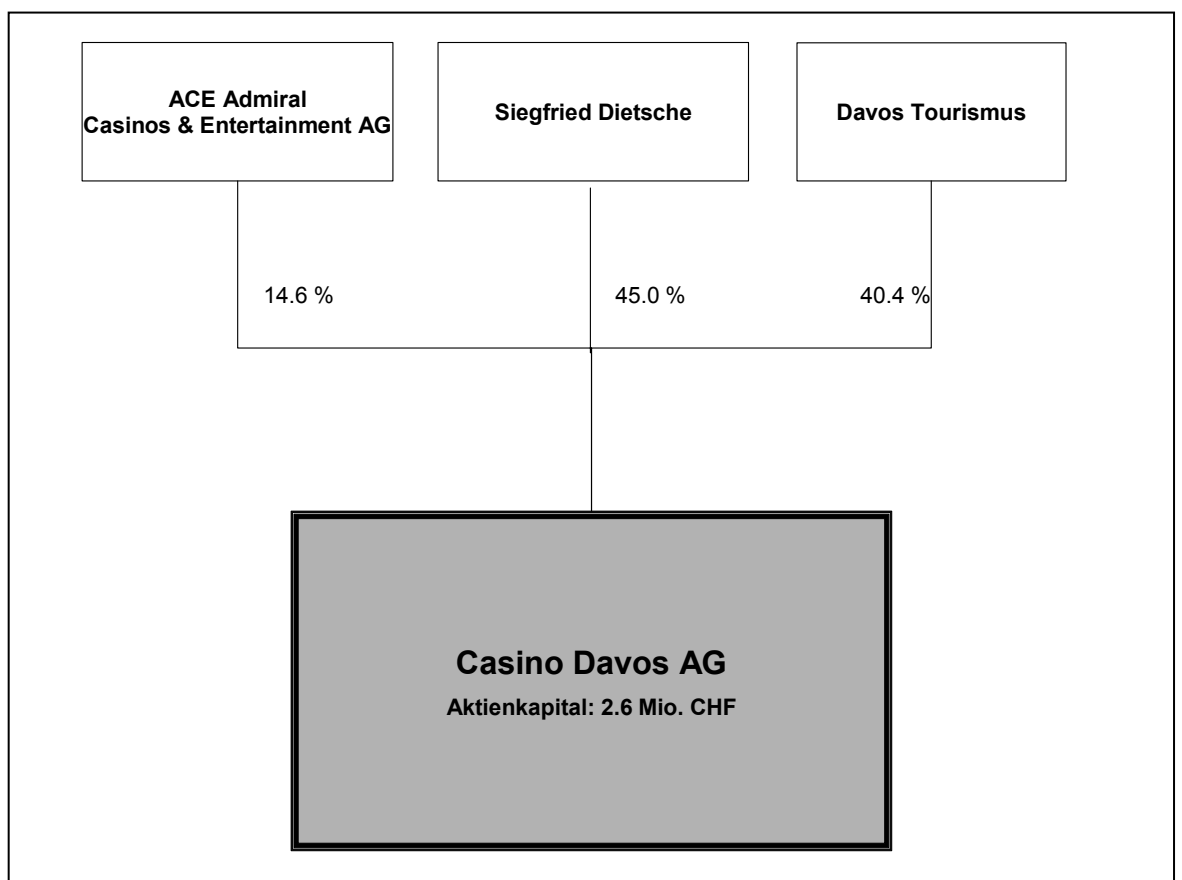 ACE Admiral
Casinos & Entertainment AG
Siegfried Dietsche
Davos Tourismus
14.6 %
45.0 %
40.4 %
Casino Davos AG
Aktienkapital: 2.6 Mio. CHF